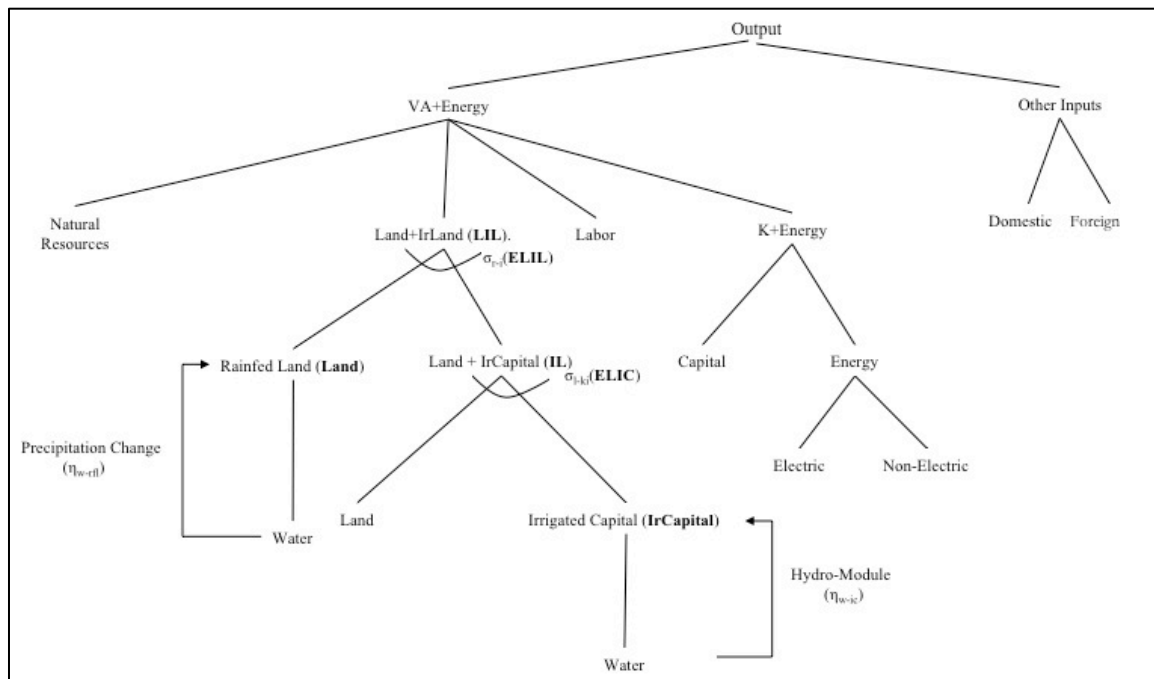 Output
VA+Energy
Other Inputs
Natural
Resources
Land+IrLand (LIL).
Labor
K+Energy
Domestic
Foreign
σr-i(ELIL)
Rainfed Land (Land)
Land + IrCapital (IL)
Capital
Energy
σl-ki(ELIC)
Precipitation Change
(ηw-rfl)
Electric
Non-Electric
Land
Irrigated Capital (IrCapital)
Water
Hydro-Module
(ηw-ic)
Water